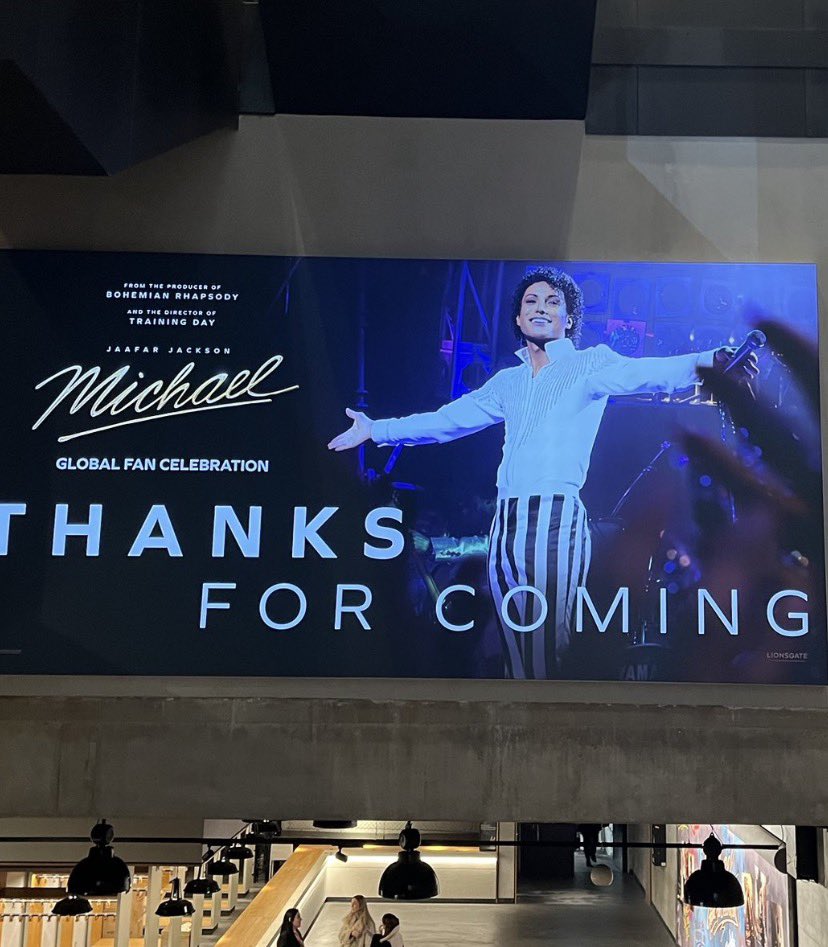 FROM THE PRODUCER OF
BOHEMIAN RHAPSODY
AND THE DIRECTOR OF
TRAINING DAY
JAAFAR JACKSON
Michael
GLOBAL FAN CELEBRATION
THANKS
FOR COMING
LIONSGATE